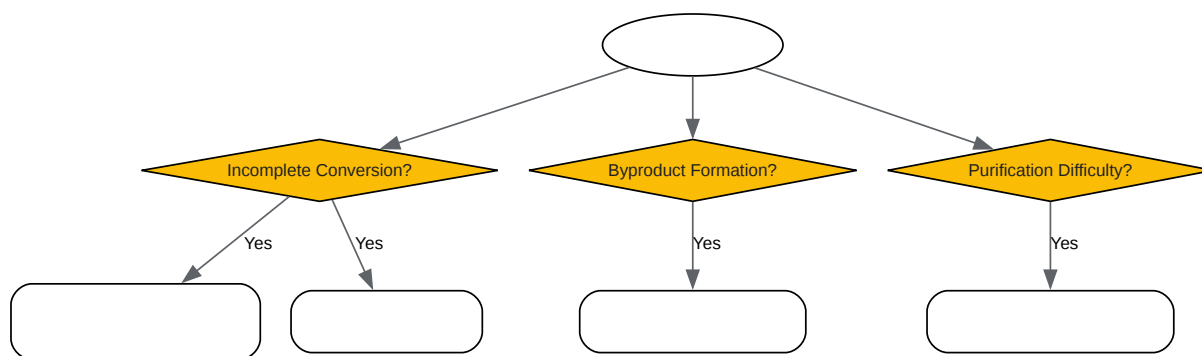 Incomplete Conversion?
Byproduct Formation?
Purification Difficulty?
Yes
Yes
Yes
Yes